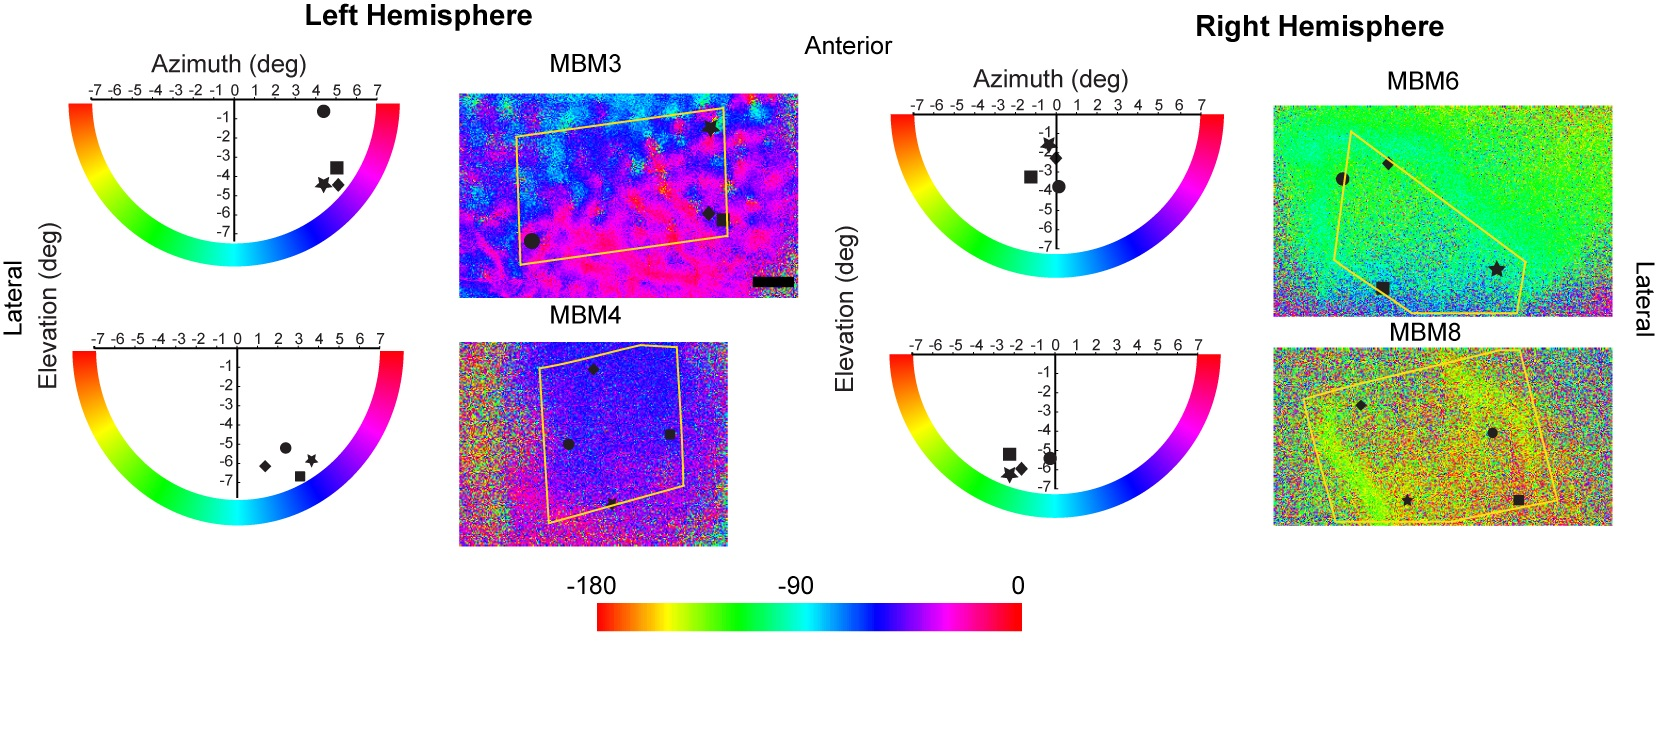 Left Hemisphere
Right Hemisphere
Anterior
Azimuth (deg)
MBM3
Azimuth (deg)
MBM6
-7 -6 -5 -4 -3 -2 -1 0 1 2 3 4 5 6 7
-1
-2
-3
-4
-5
-6
-7
-7 -6 -5 -4 -3 -2 -1 0 1 2 3 4 5 6 7
-1
-2
-3
-4
-5
-6
-7
Lateral
Elevation (deg)
Elevation (deg)
Lateral
MBM4
MBM8
-7 -6 -5 -4 -3 -2 -1 0 1 2 3 4 5 6 7
-1
-2
-3
-4
-5
-6
-7
-7 -6 -5 -4 -3 -2 -1 0 1 2 3 4 5 6 7
-1
-2
-3
-4
-5
-6
-7
-180 -90 0